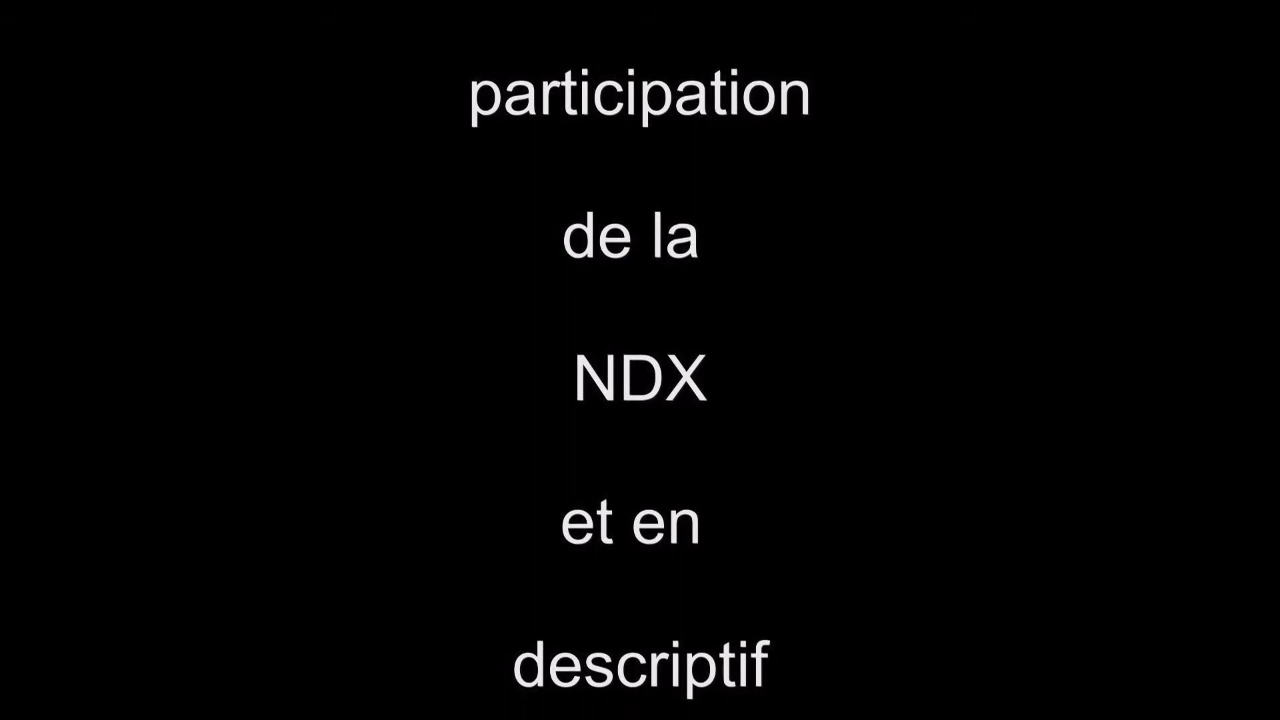 participation
de la
NDX
et en
descriptif